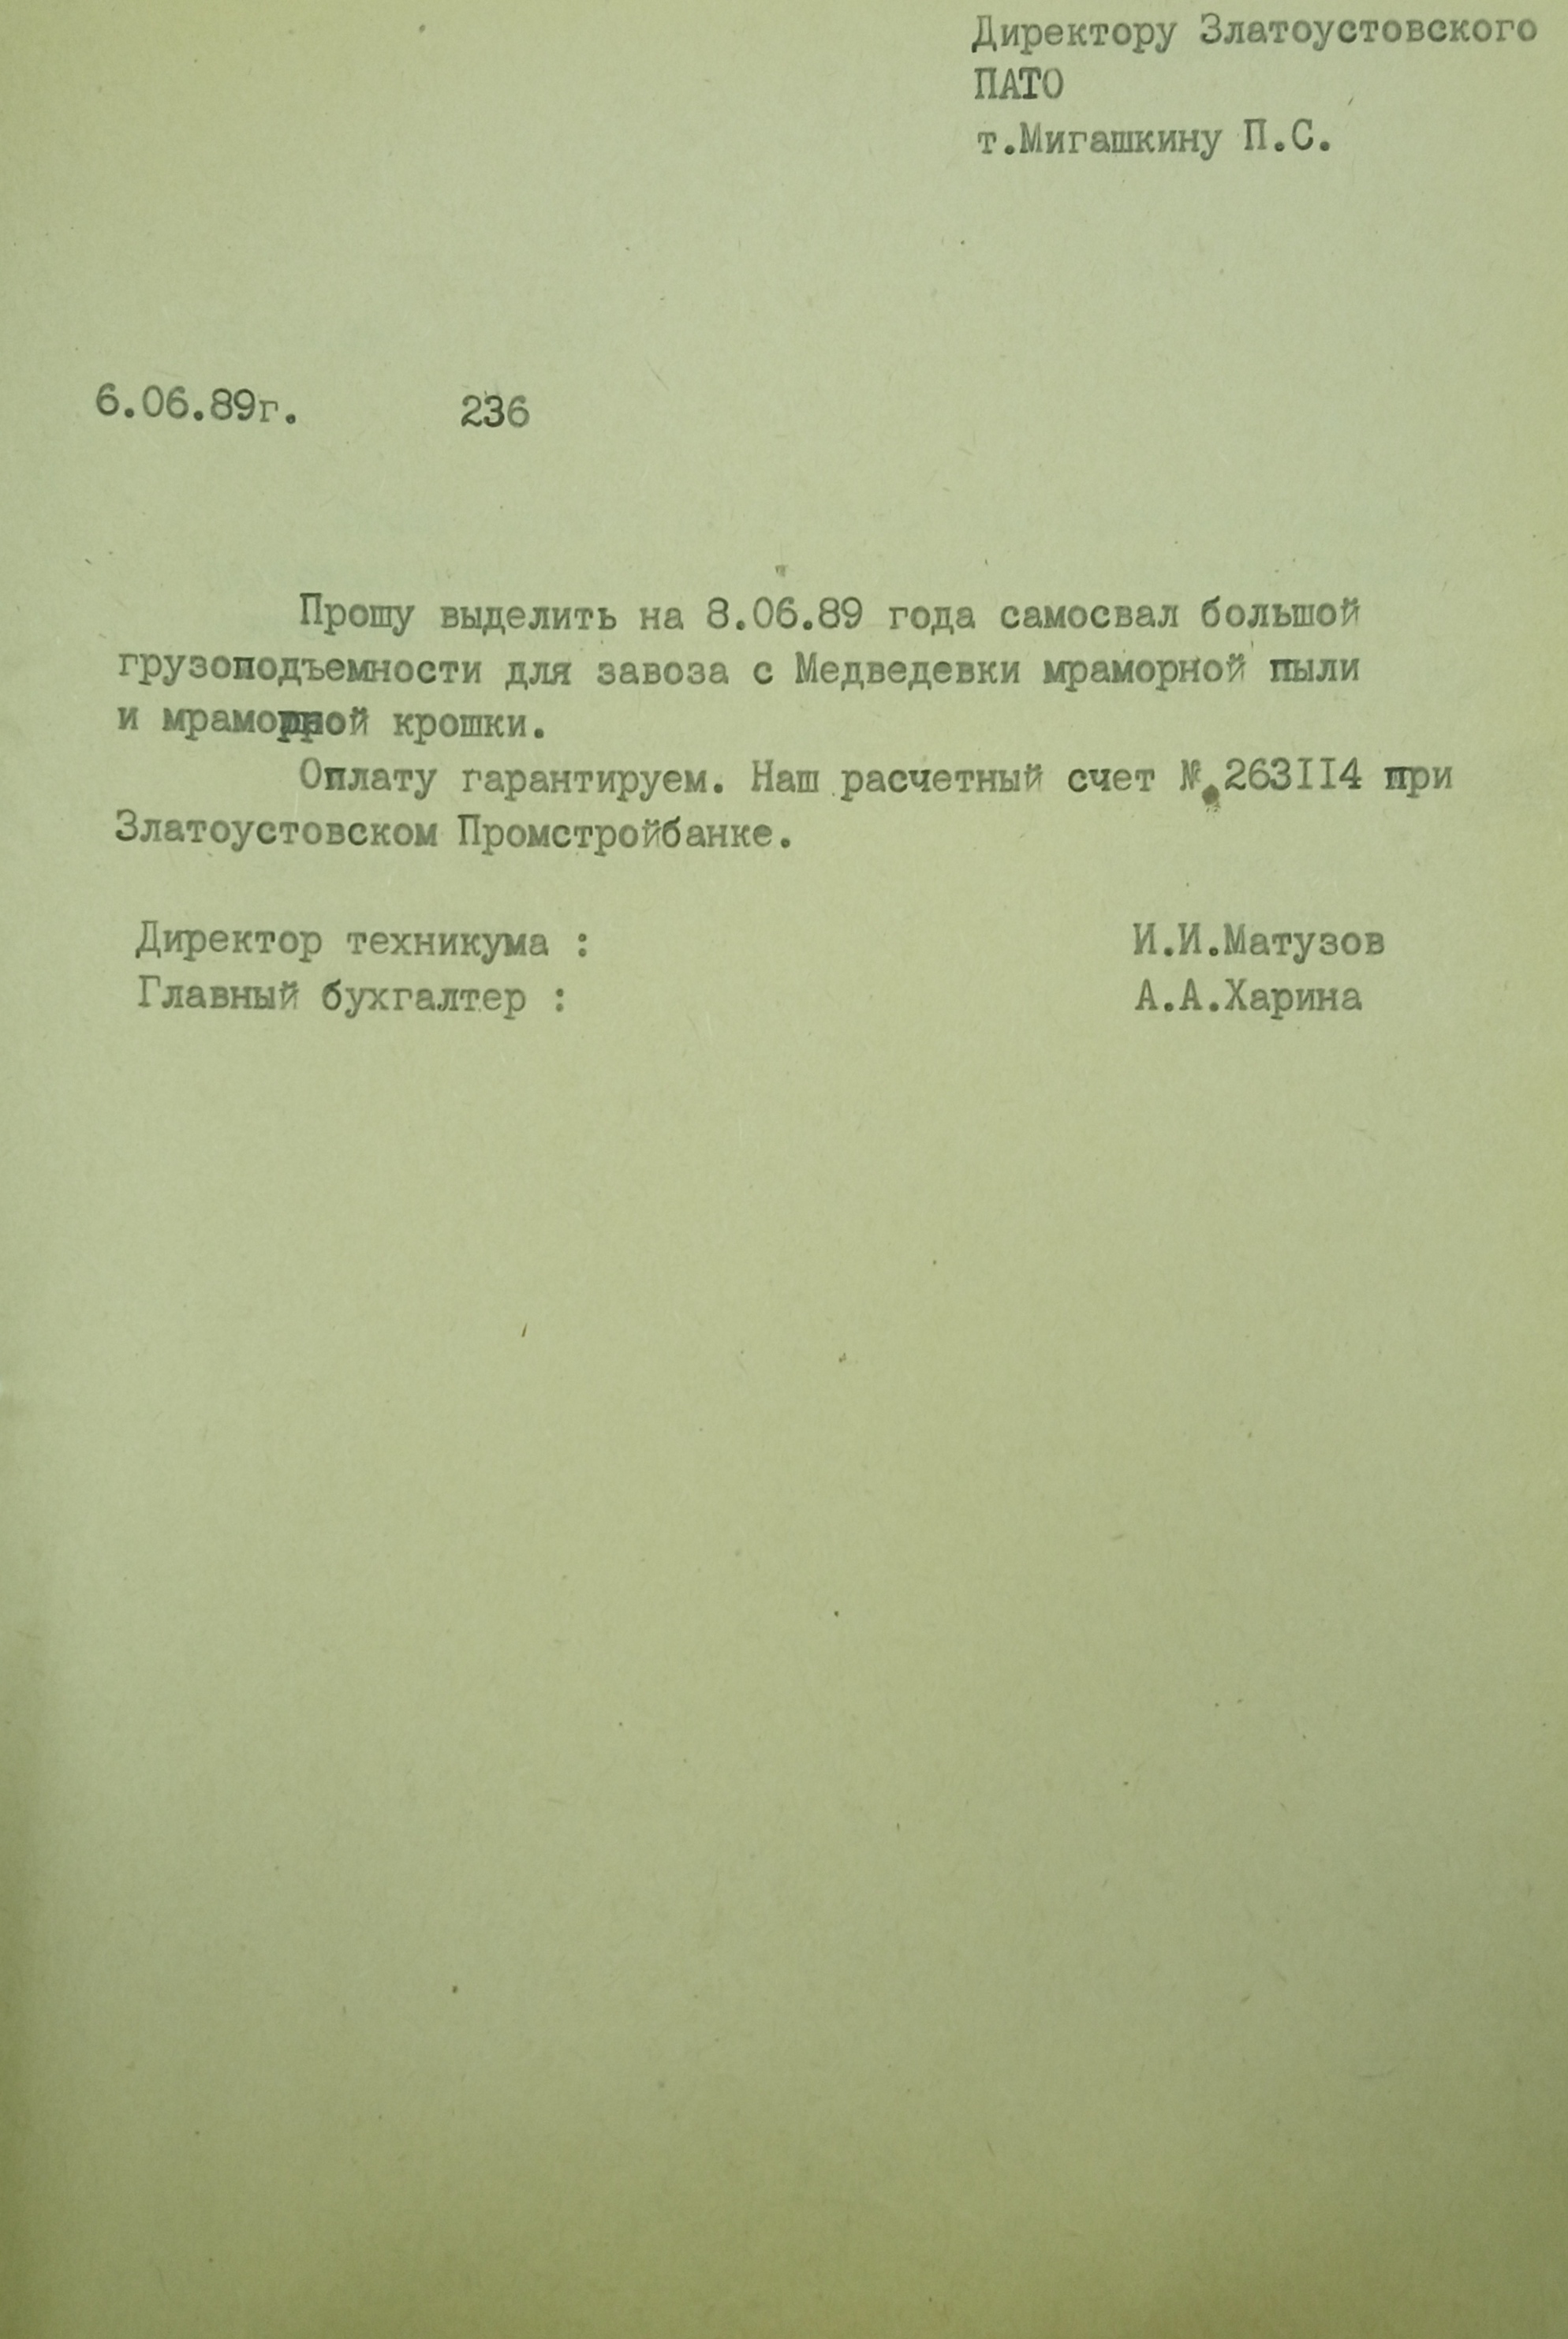 Директору Златоустовского
ПАТО
т.Мигашкину П.С.
6.06.89г. 236
Прошу выделить на 8.06.89 года самосвал большой
грузоподъемности для завоза с Медведевки мраморной пыли
и мраморной крошки.
Оплату гарантируем. Наш расчетный счет № 263II4 при
Златоустовском Промстройбанке.
Директор техникума : И.И.Матузов
Главный бухгалтер : А.А.Харина